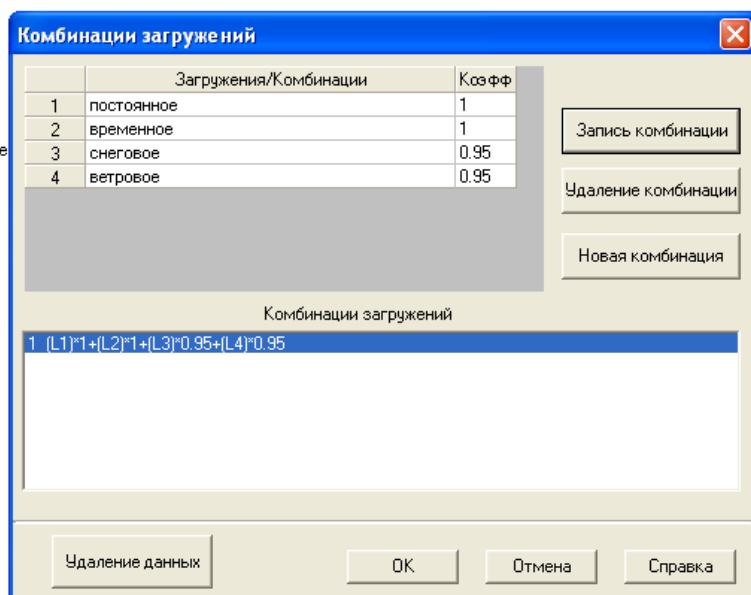 Комбинации загружений
Загружения/Комбинации Коэфф
1 постоянное 1
2 временное 1
3 снеговое 0.95
4 ветровое 0.95
Запись комбинации
Удаление комбинации
Новая комбинация
е
Комбинации загружений
1 (L1)*1+(L2)*1+(L3)*0.95+(L4)*0.95
Удаление данных OK Отмена Справка